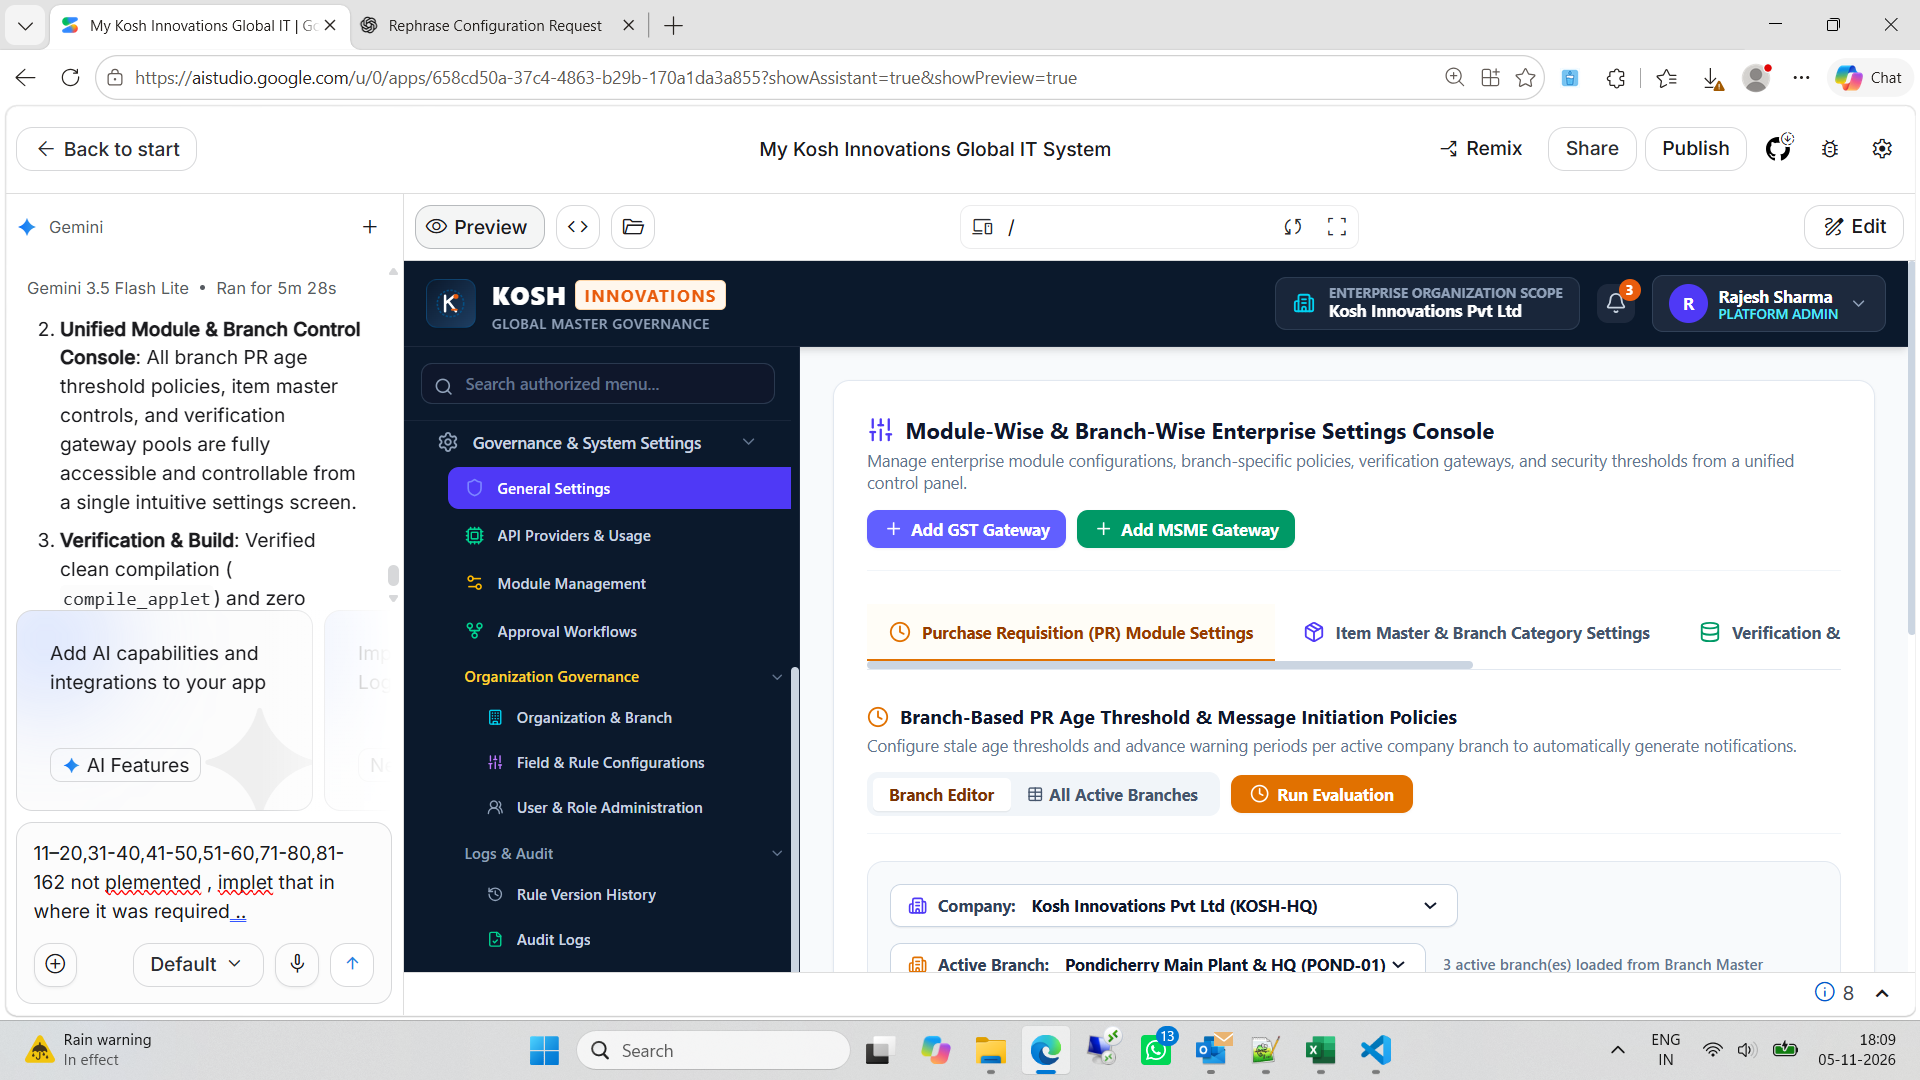 My Kosh Innovations Global IT | Go
Rephrase Configuration Request
https://aistudio.google.com/u/0/apps/658cd50a-37c4-4863-b29b-170a1da3a855?showAssistant=true&showPreview=true
Chat
Back to start
My Kosh Innovations Global IT System
Remix
Share
Publish
Gemini
Preview
/
Edit
Gemini 3.5 Flash Lite • Ran for 5m 28s
2. Unified Module & Branch Control
Console: All branch PR age
threshold policies, item master
controls, and verification
gateway pools are fully
accessible and controllable from
a single intuitive settings screen.
3. Verification & Build: Verified
clean compilation (
compile_applet) and zero
Add AI capabilities and
integrations to your app
AI Features
11–20,31-40,41-50,51-60,71-80,81-
162 not plemented , implet that in
where it was required ..
Default
K
KOSH INNOVATIONS
GLOBAL MASTER GOVERNANCE
ENTERPRISE ORGANIZATION SCOPE
Kosh Innovations Pvt Ltd
3
R
Rajesh Sharma
PLATFORM ADMIN
Search authorized menu...
Governance & System Settings
General Settings
API Providers & Usage
Module Management
Approval Workflows
Organization Governance
Organization & Branch
Field & Rule Configurations
User & Role Administration
Logs & Audit
Rule Version History
Audit Logs
Module-Wise & Branch-Wise Enterprise Settings Console
Manage enterprise module configurations, branch-specific policies, verification gateways, and security thresholds from a unified
control panel.
+ Add GST Gateway
+ Add MSME Gateway
Purchase Requisition (PR) Module Settings
Item Master & Branch Category Settings
Verification &
Branch-Based PR Age Threshold & Message Initiation Policies
Configure stale age thresholds and advance warning periods per active company branch to automatically generate notifications.
Branch Editor
All Active Branches
Run Evaluation
Company: Kosh Innovations Pvt Ltd (KOSH-HQ)
Active Branch: Pondicherry Main Plant & HQ (POND-01)
3 active branch(es) loaded from Branch Master
8
Rain warning
In effect
Search
13
ENG
IN
18:09
05-11-2026